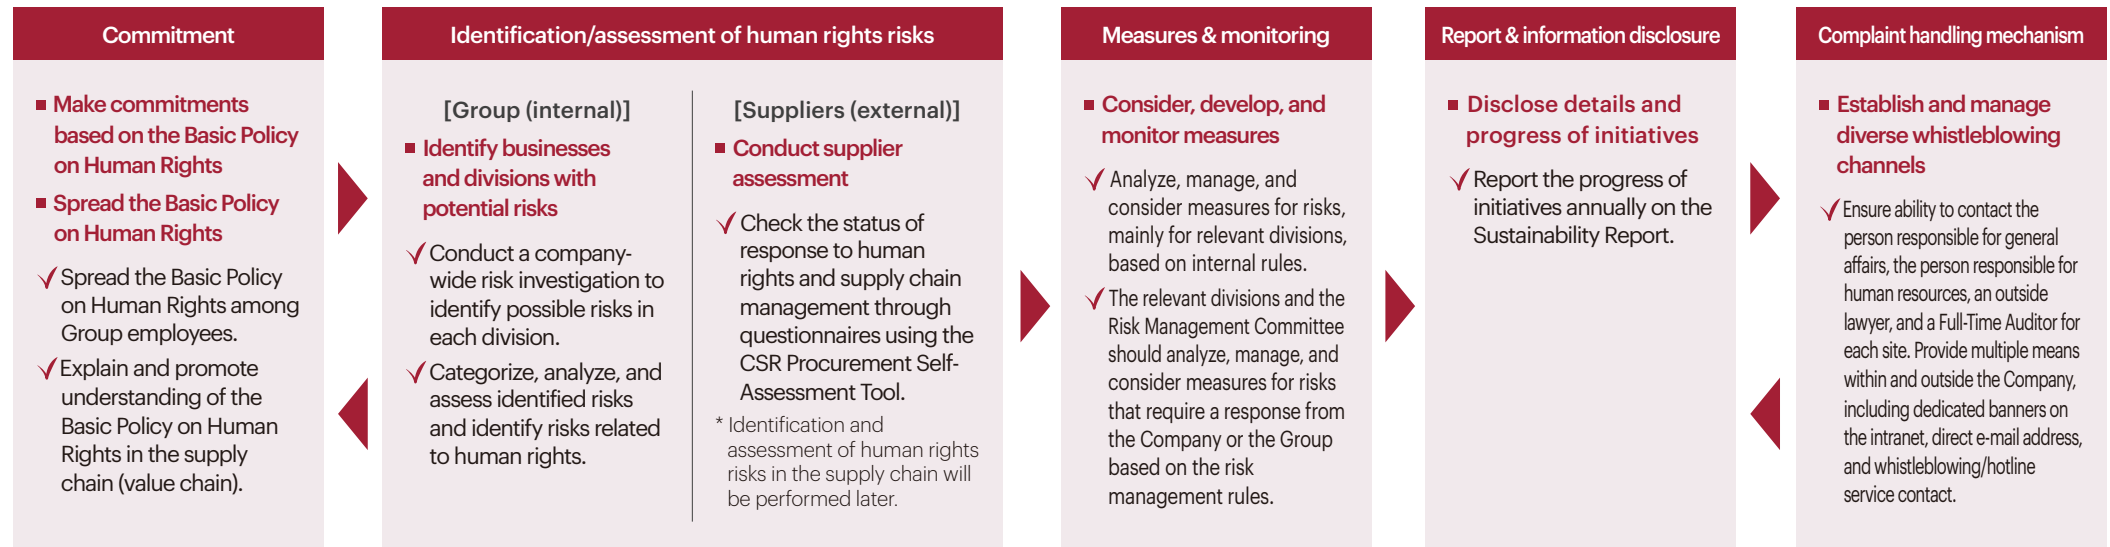 Commitment
■ Make commitments
based on the Basic Policy
on Human Rights
■ Spread the Basic Policy
on Human Rights
✓ Spread the Basic Policy
on Human Rights among
Group employees.
✓ Explain and promote
understanding of the
Basic Policy on Human
Rights in the supply
chain (value chain).
Identification/assessment of human rights risks
[Group (internal)]
■ Identify businesses
and divisions with
potential risks
✓ Conduct a company-
wide risk investigation to
identify possible risks in
each division.
✓ Categorize, analyze, and
assess identified risks
and identify risks related
to human rights.
[Suppliers (external)]
■ Conduct supplier
assessment
✓ Check the status of
response to human
rights and supply chain
management through
questionnaires using the
CSR Procurement Self-
Assessment Tool.
* Identification and
assessment of human rights
risks in the supply chain will
be performed later.
Measures & monitoring
■ Consider, develop, and
monitor measures
✓ Analyze, manage, and
consider measures for risks,
mainly for relevant divisions,
based on internal rules.
✓ The relevant divisions and the
Risk Management Committee
should analyze, manage, and
consider measures for risks
that require a response from
the Company or the Group
based on the risk
management rules.
Report & information disclosure
■ Disclose details and
progress of initiatives
✓ Report the progress of
initiatives annually on the
Sustainability Report.
Complaint handling mechanism
■ Establish and manage
diverse whistleblowing
channels
✓ Ensure ability to contact the
person responsible for general
affairs, the person responsible for
human resources, an outside
lawyer, and a Full-Time Auditor for
each site. Provide multiple means
within and outside the Company,
including dedicated banners on
the intranet, direct e-mail address,
and whistleblowing/hotline
service contact.